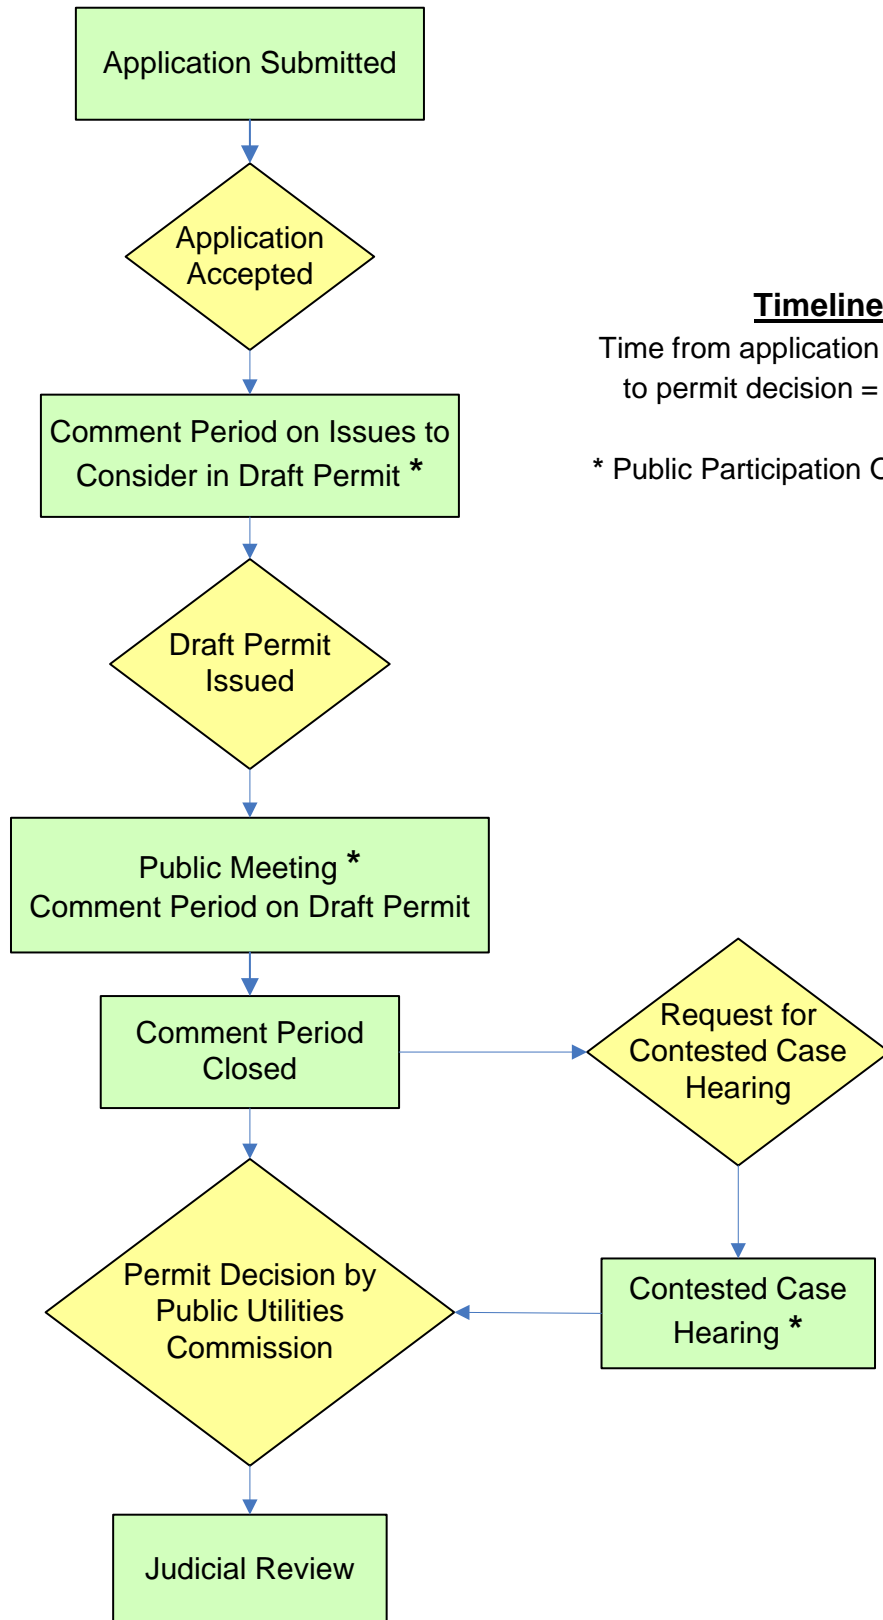 Application Submitted
Application
Accepted
Timeline
Time from application
to permit decision =
Comment Period on Issues to
Consider in Draft Permit *
* Public Participation
Draft Permit
Issued
Public Meeting *
Comment Period on Draft Permit
Comment Period
Closed
Request for
Contested Case
Hearing
Permit Decision by
Public Utilities
Commission
Contested Case
Hearing *
Judicial Review